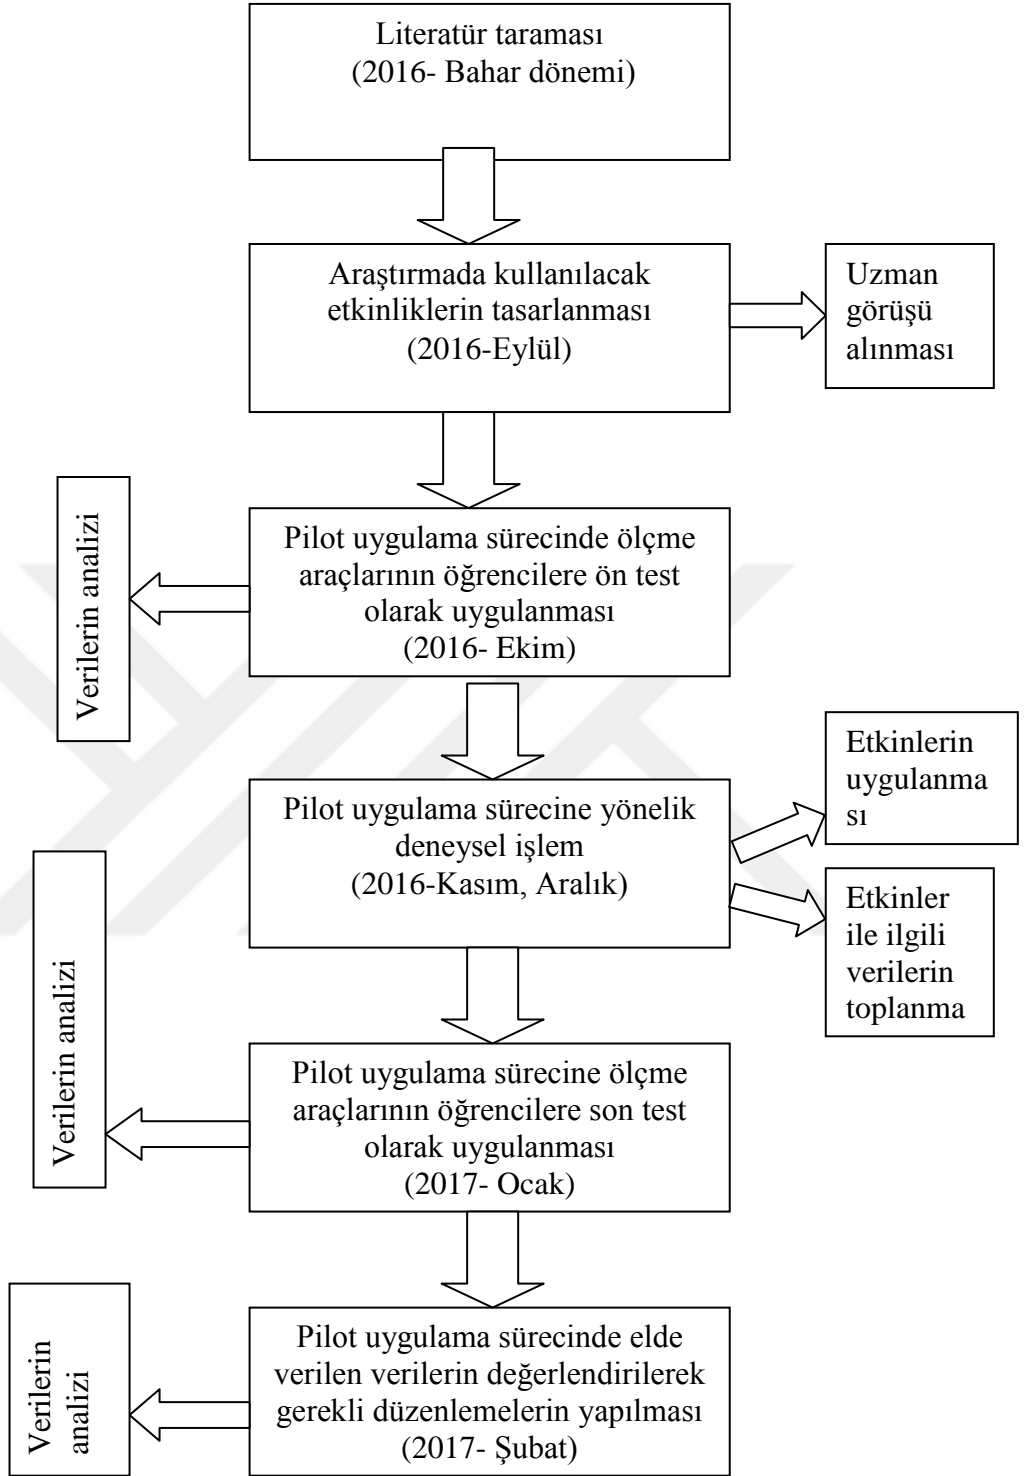 Literatür taraması
(2016- Bahar dönemi)
Araştırmada kullanılacak
etkinliklerin tasarlanması
(2016-Eylül)
Uzman
görüşü
alınması
Pilot uygulama sürecinde ölçme
araçlarının öğrencilere ön test
olarak uygulanması
(2016- Ekim)
Verilerin analizi
Pilot uygulama sürecine yönelik
deneysel işlem
(2016-Kasım, Aralık)
Etkinlerin
uygulanma
sı
Etkinler
ile ilgili
verilerin
toplanma
Pilot uygulama sürecine ölçme
araçlarının öğrencilere son test
olarak uygulanması
(2017- Ocak)
Verilerin analizi
Pilot uygulama sürecinde elde
verilen verilerin değerlendirilerek
gerekli düzenlemelerin yapılması
(2017- Şubat)
Verilerin
analizi